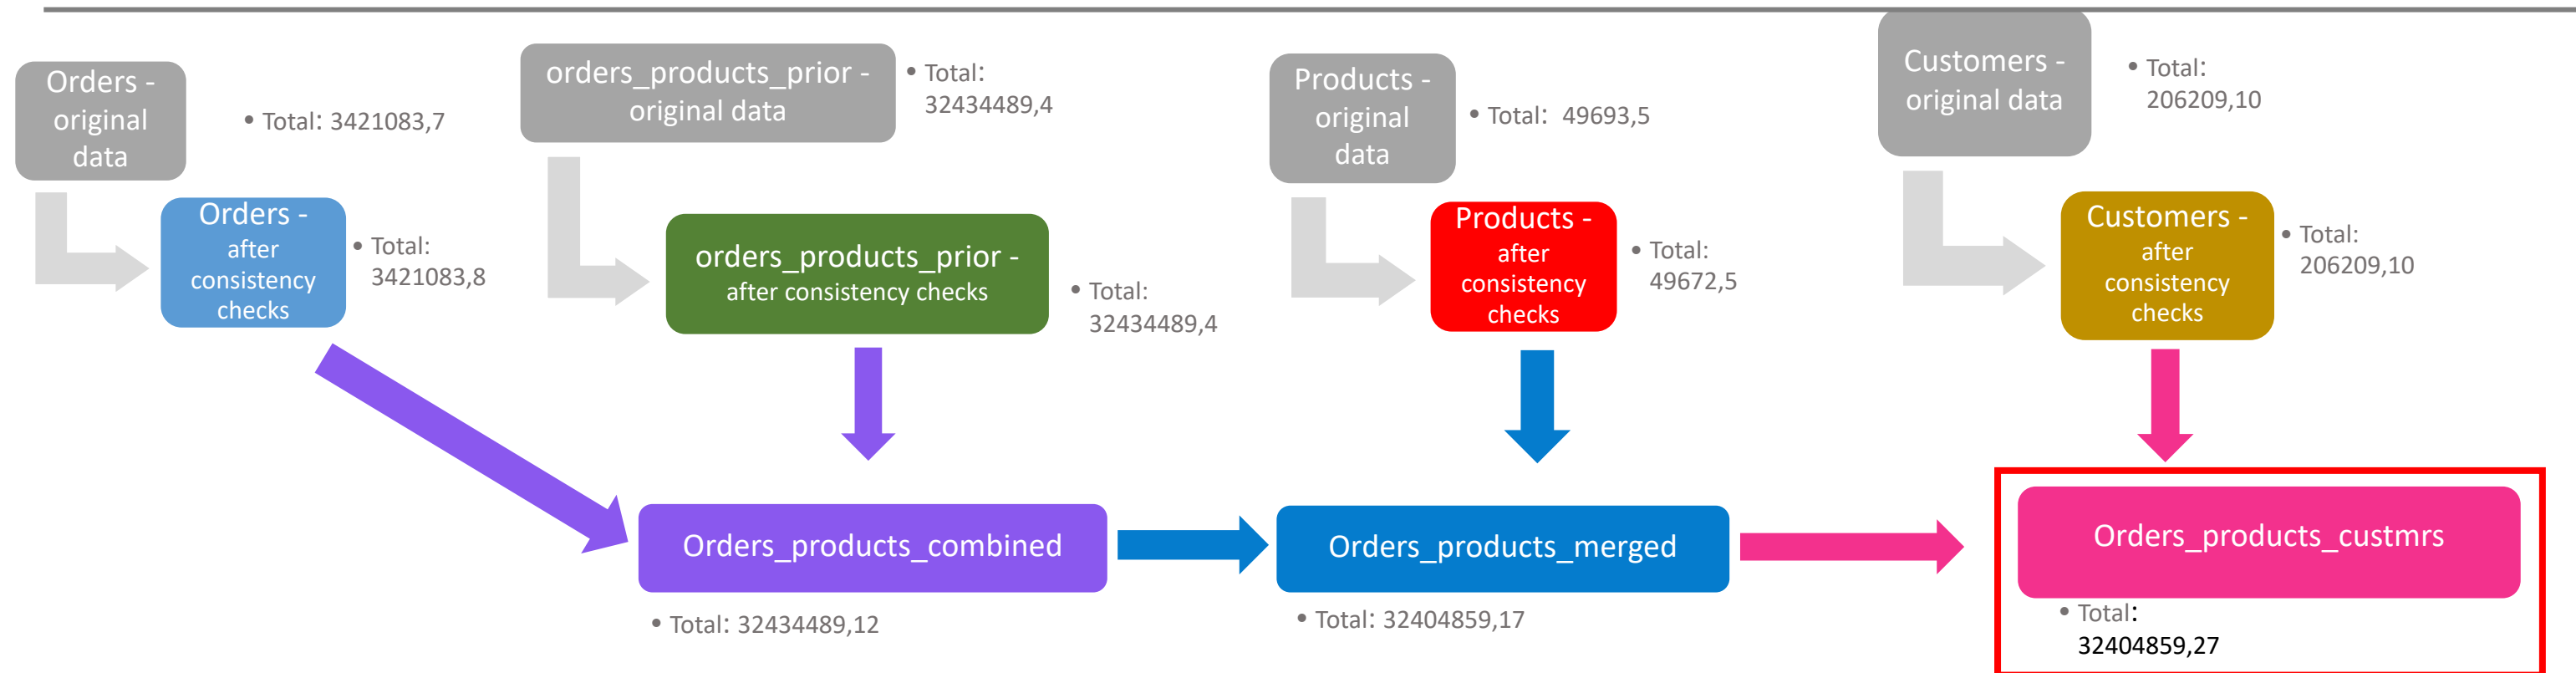 Orders -
original
data
• Total: 3421083,7
orders_products_prior -
original data
• Total:
32434489,4
Products -
original
data
• Total: 49693,5
Customers -
original data
• Total:
206209,10
Orders -
after
consistency
checks
• Total:
3421083,8
orders_products_prior -
after consistency checks
• Total:
32434489,4
Products -
after
consistency
checks
• Total:
49672,5
Customers -
after
consistency
checks
• Total:
206209,10
Orders_products_combined
• Total: 32434489,12
Orders_products_merged
• Total: 32404859,17
Orders_products_custmrs
• Total:
32404859,27